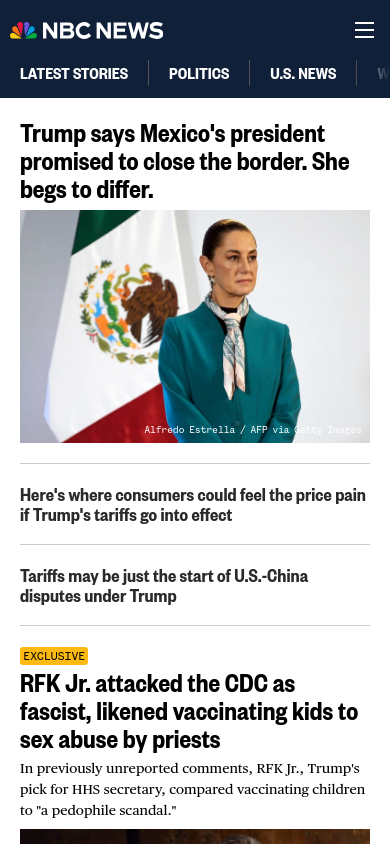 NBC NEWS
LATEST STORIES POLITICS U.S. NEWS
Trump says Mexico's president
promised to close the border. She
begs to differ.
Alfredo Estrella / AFP via Getty Images
Here's where consumers could feel the price pain
if Trump's tariffs go into effect
Tariffs may be just the start of U.S.-China
disputes under Trump
EXCLUSIVE
RFK Jr. attacked the CDC as
fascist, likened vaccinating kids to
sex abuse by priests
In previously unreported comments, RFK Jr., Trump's
pick for HHS secretary, compared vaccinating children
to "a pedophile scandal."